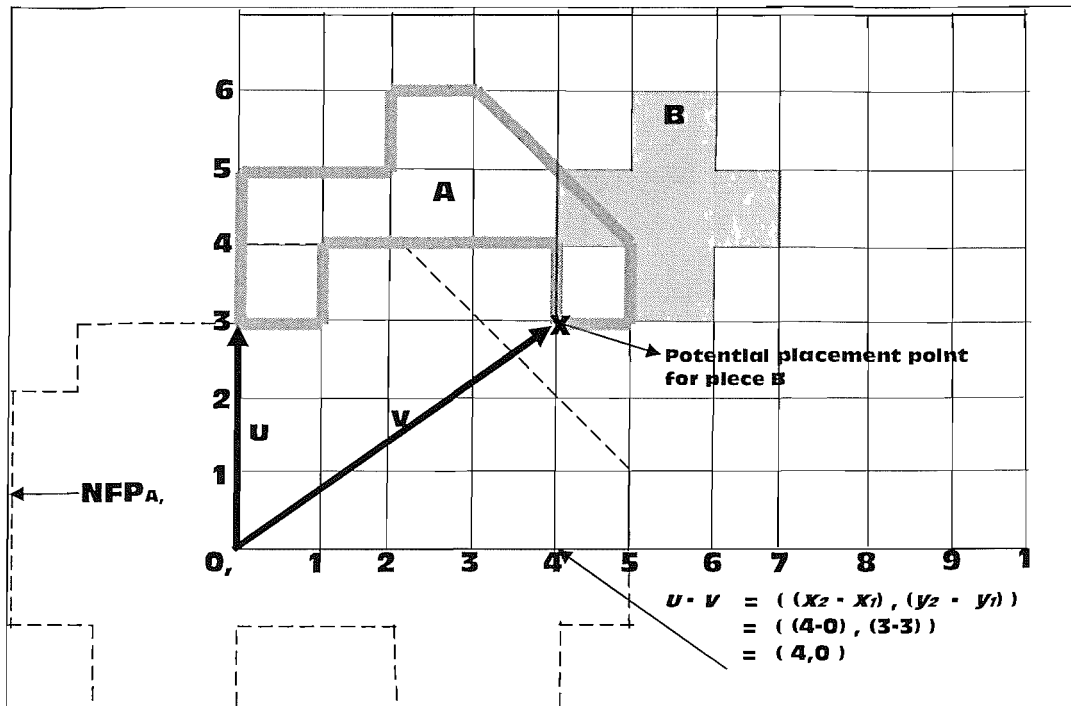 6
B
5
A
4
3
X
Potential placement point
for piece B
2
V
U
1
NFPA,
0, 1 2 3 4 5 6 7 8 9 1
U - V = ( (x2 - x1) , (y2 - y1) )
= ( (4-0) , (3-3) )
= ( 4,0 )